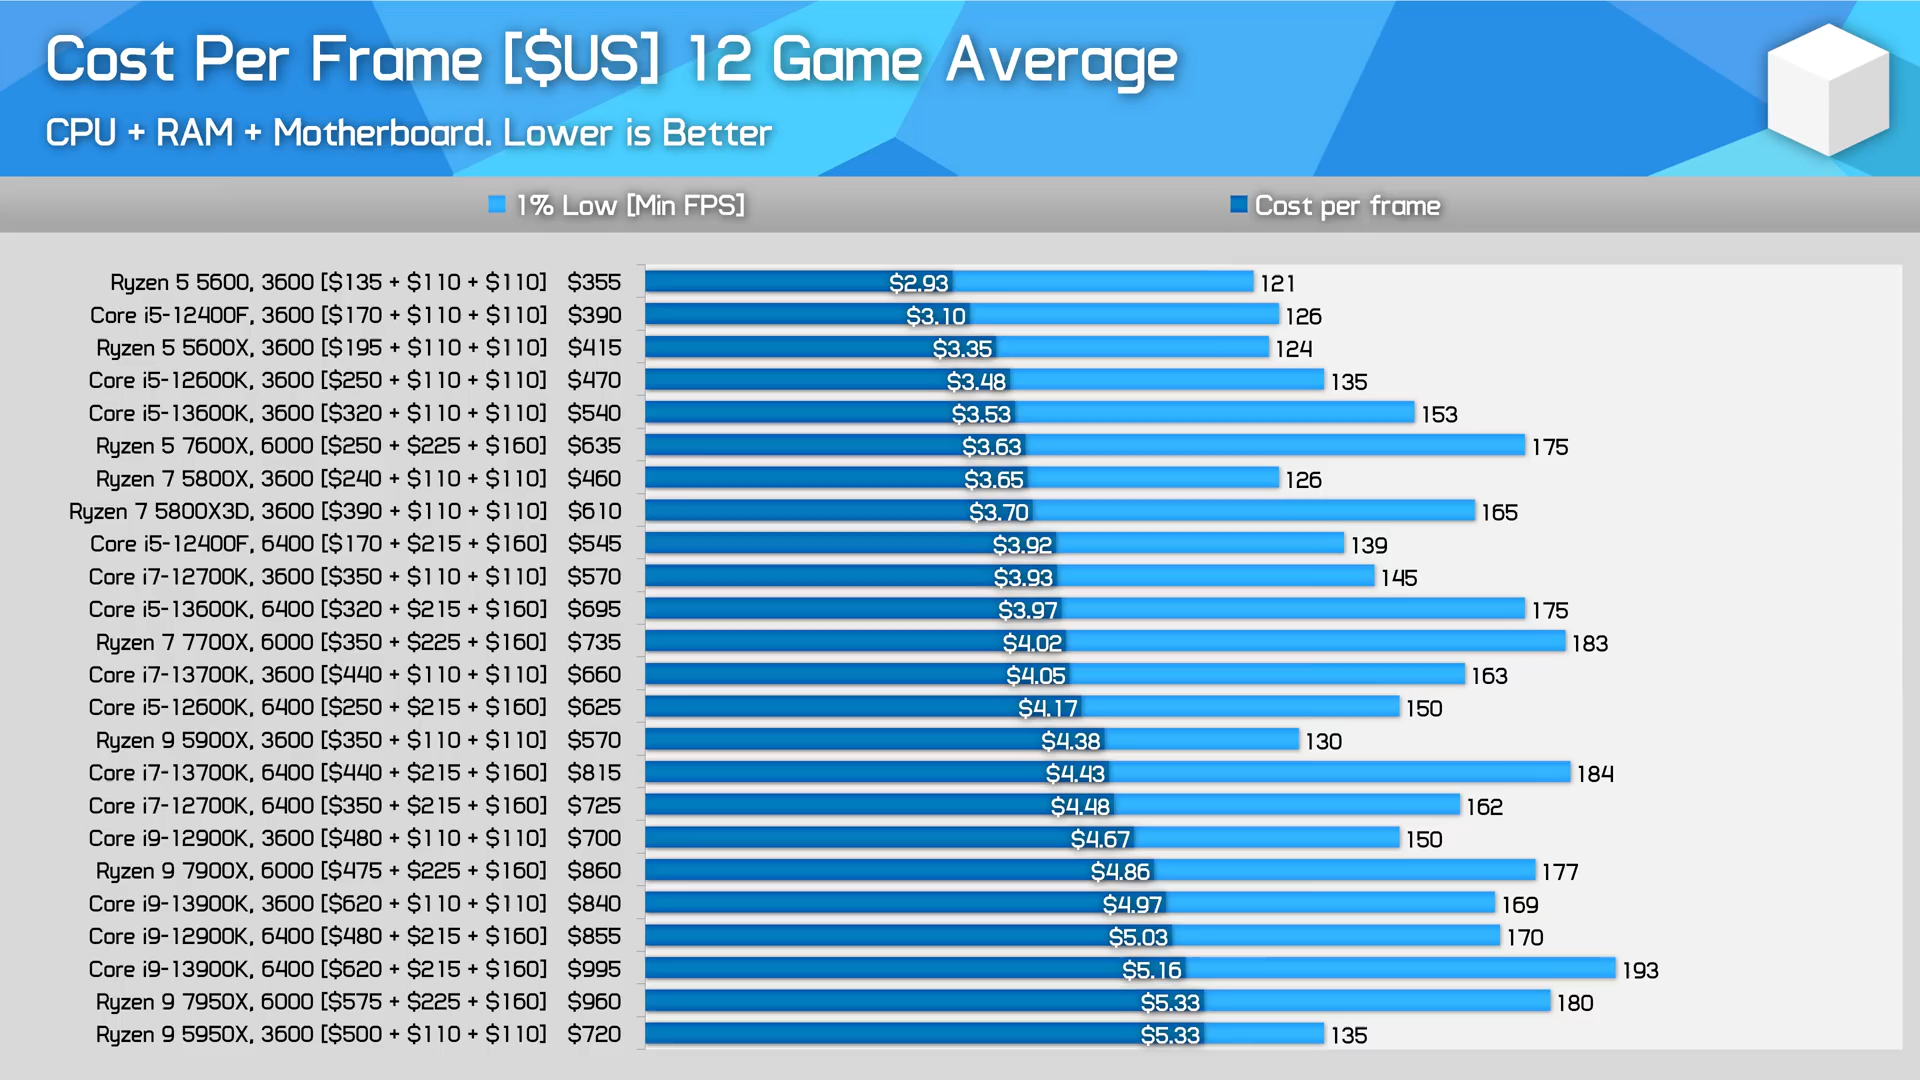 Cost Per Frame [$US] 12 Game Average
CPU + RAM + Motherboard. Lower is Better
1% Low [Min FPS] Cost per frame
Ryzen 5 5600, 3600 [$135 + $110 + $110] $355 $2.93 121
Core i5-12400F, 3600 [$170 + $110 + $110] $390 $3.10 126
Ryzen 5 5600X, 3600 [$195 + $110 + $110] $415 $3.35 124
Core i5-12600K, 3600 [$250 + $110 + $110] $470 $3.48 135
Core i5-13600K, 3600 [$320 + $110 + $110] $540 $3.53 153
Ryzen 5 7600X, 6000 [$250 + $225 + $160] $635 $3.63 175
Ryzen 7 5800X, 3600 [$240 + $110 + $110] $460 $3.65 126
Ryzen 7 5800X3D, 3600 [$390 + $110 + $110] $610 $3.70 165
Core i5-12400F, 6400 [$170 + $215 + $160] $545 $3.92 139
Core i7-12700K, 3600 [$350 + $110 + $110] $570 $3.93 145
Core i5-13600K, 6400 [$320 + $215 + $160] $695 $3.97 175
Ryzen 7 7700X, 6000 [$350 + $225 + $160] $735 $4.02 183
Core i7-13700K, 3600 [$440 + $110 + $110] $660 $4.05 163
Core i5-12600K, 6400 [$250 + $215 + $160] $625 $4.17 150
Ryzen 9 5900X, 3600 [$350 + $110 + $110] $570 $4.38 130
Core i7-13700K, 6400 [$440 + $215 + $160] $815 $4.43 184
Core i7-12700K, 6400 [$350 + $215 + $160] $725 $4.48 162
Core i9-12900K, 3600 [$480 + $110 + $110] $700 $4.67 150
Ryzen 9 7900X, 6000 [$475 + $225 + $160] $860 $4.86 177
Core i9-13900K, 3600 [$620 + $110 + $110] $840 $4.97 169
Core i9-12900K, 6400 [$480 + $215 + $160] $855 $5.03 170
Core i9-13900K, 6400 [$620 + $215 + $160] $995 $5.16 193
Ryzen 9 7950X, 6000 [$575 + $225 + $160] $960 $5.33 180
Ryzen 9 5950X, 3600 [$500 + $110 + $110] $720 $5.33 135